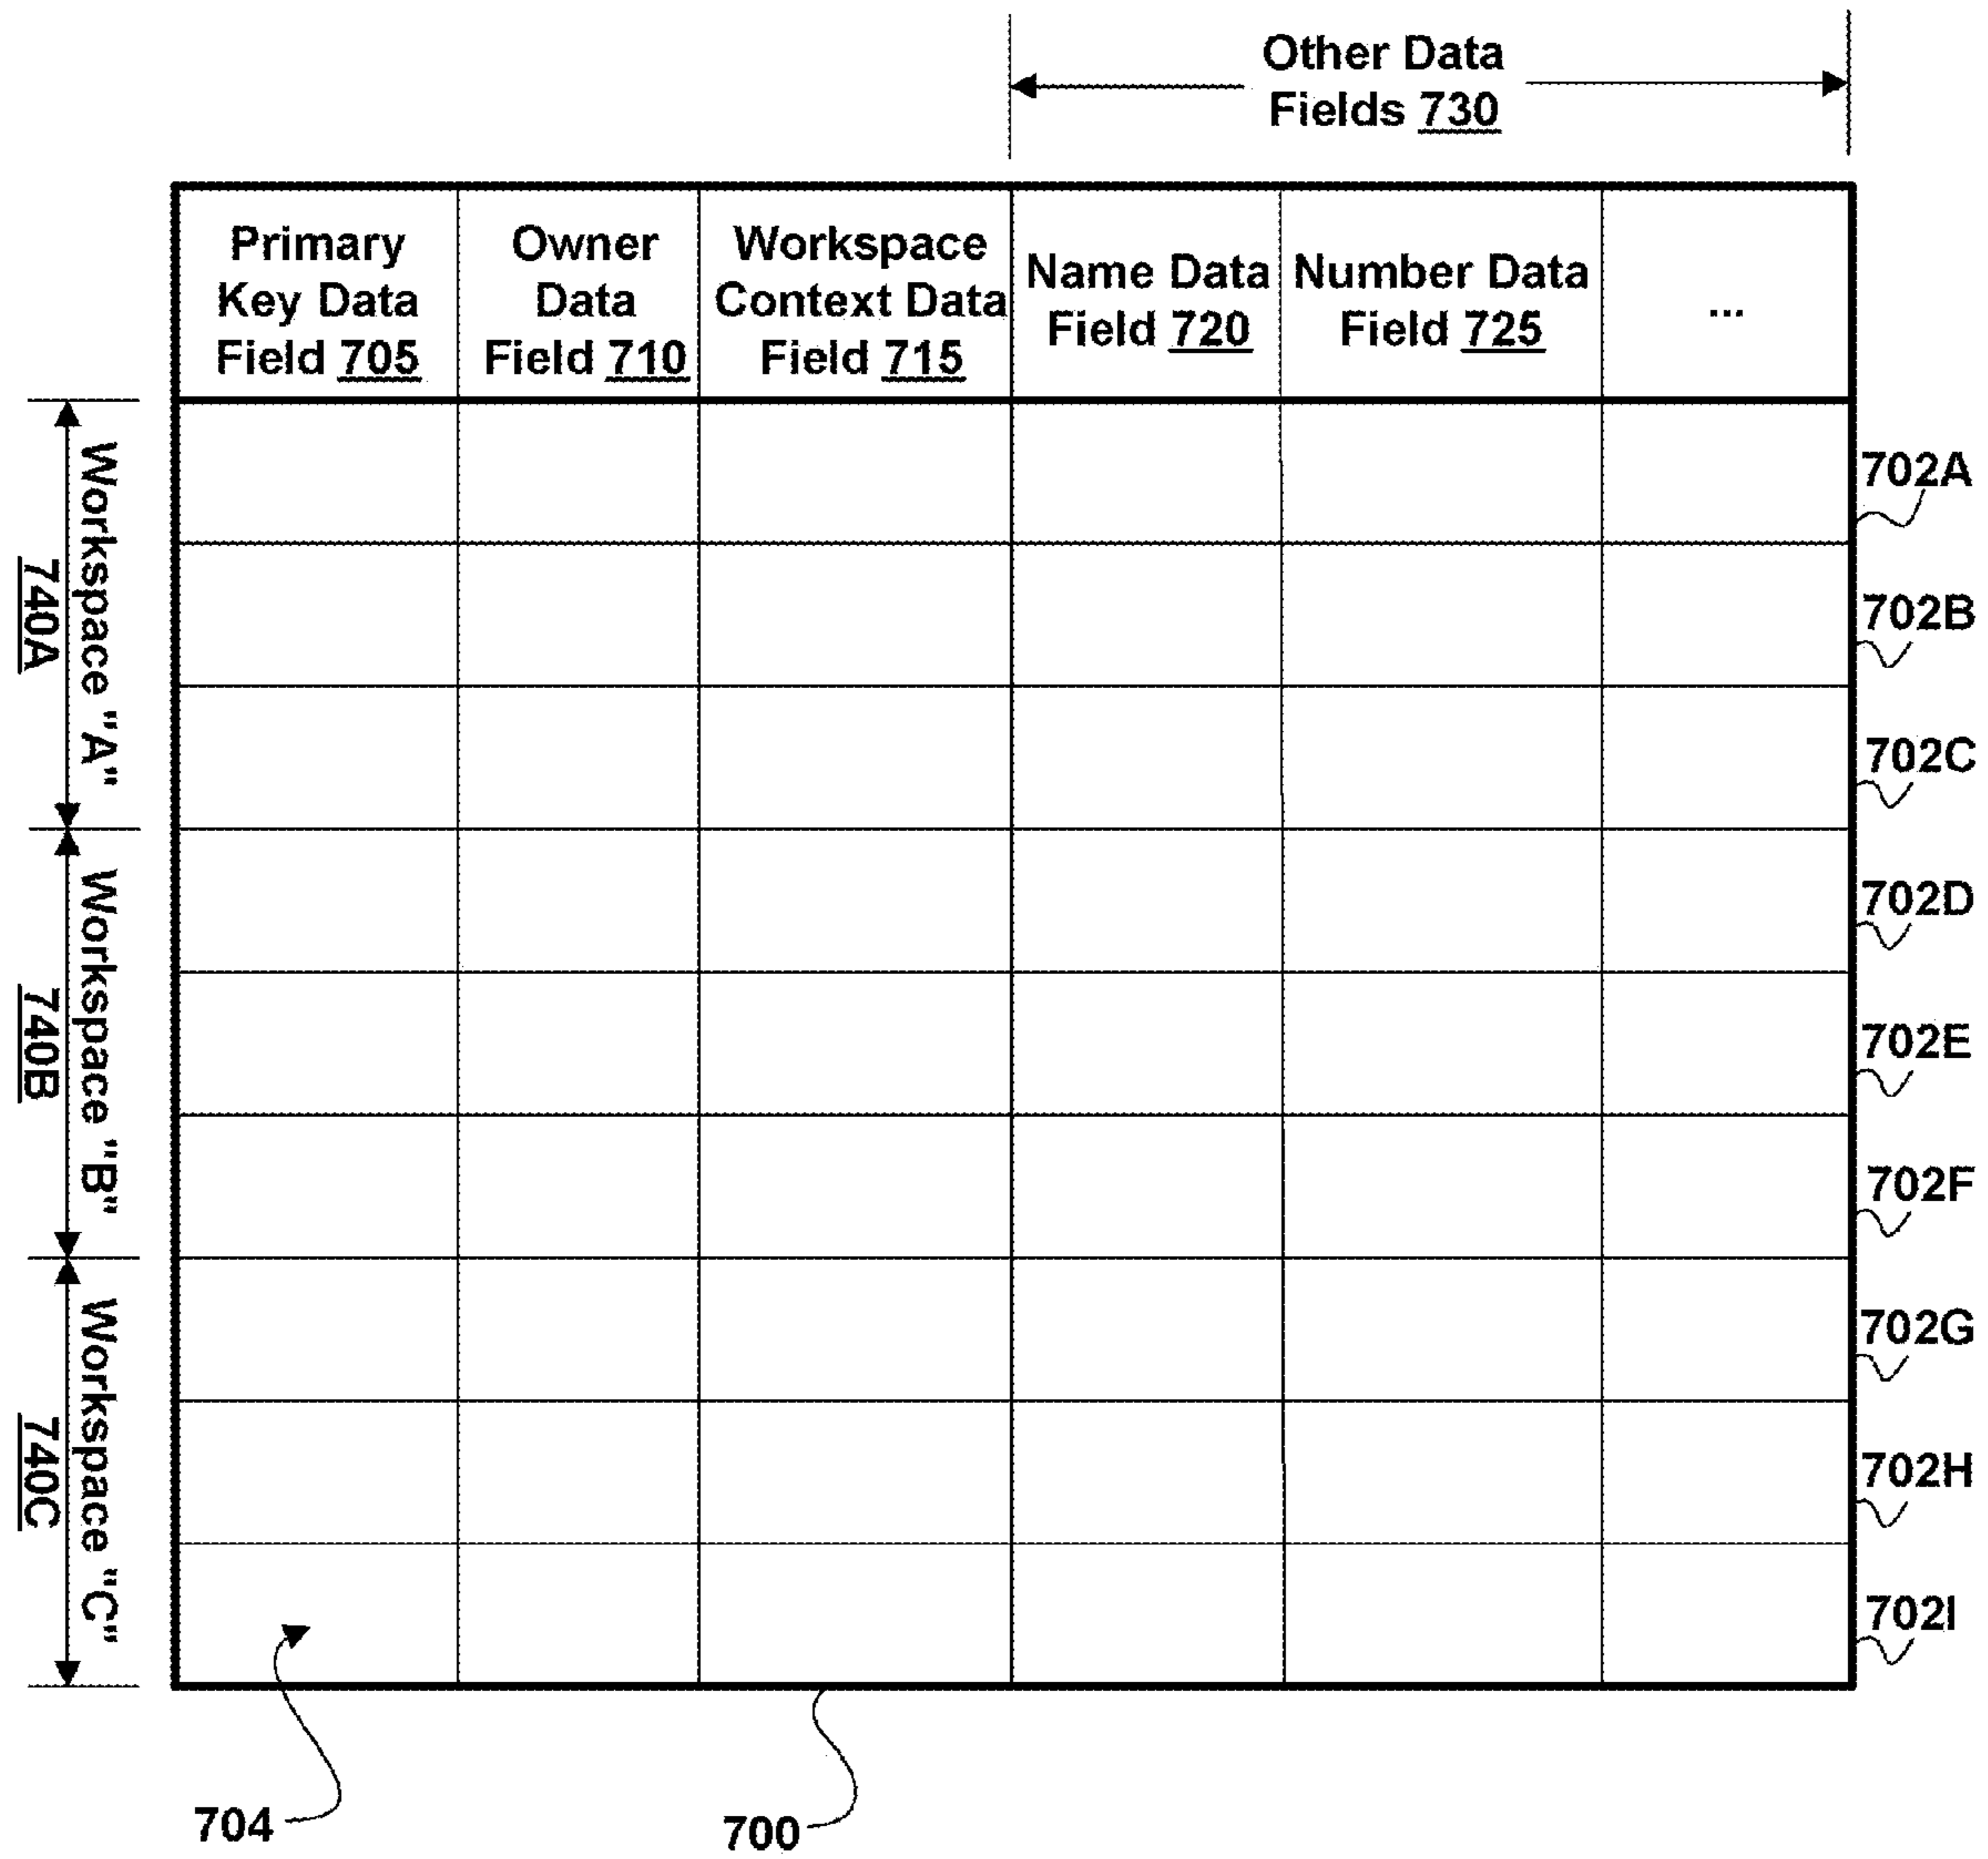 Other Data
Fields 730
Primary
Key Data
Field 705
Owner
Data
Field 710
Workspace
Context Data
Field 715
Name Data
Field 720
Number Data
Field 725
...
Workspace "A"
740A
Workspace "B"
740B
Workspace "C"
740C
702A
702B
702C
702D
702E
702F
702G
702H
702I
704
700